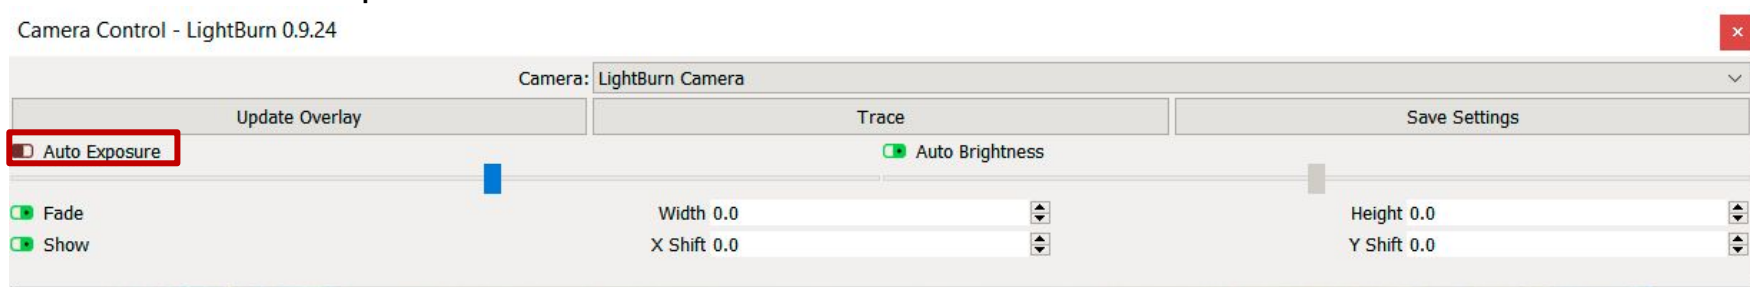 Camera Control - LightBurn 0.9.24
Camera: LightBurn Camera
Update Overlay Trace Save Settings
Auto Exposure Auto Brightness
Fade Width 0.0 Height 0.0
Show X Shift 0.0 Y Shift 0.0